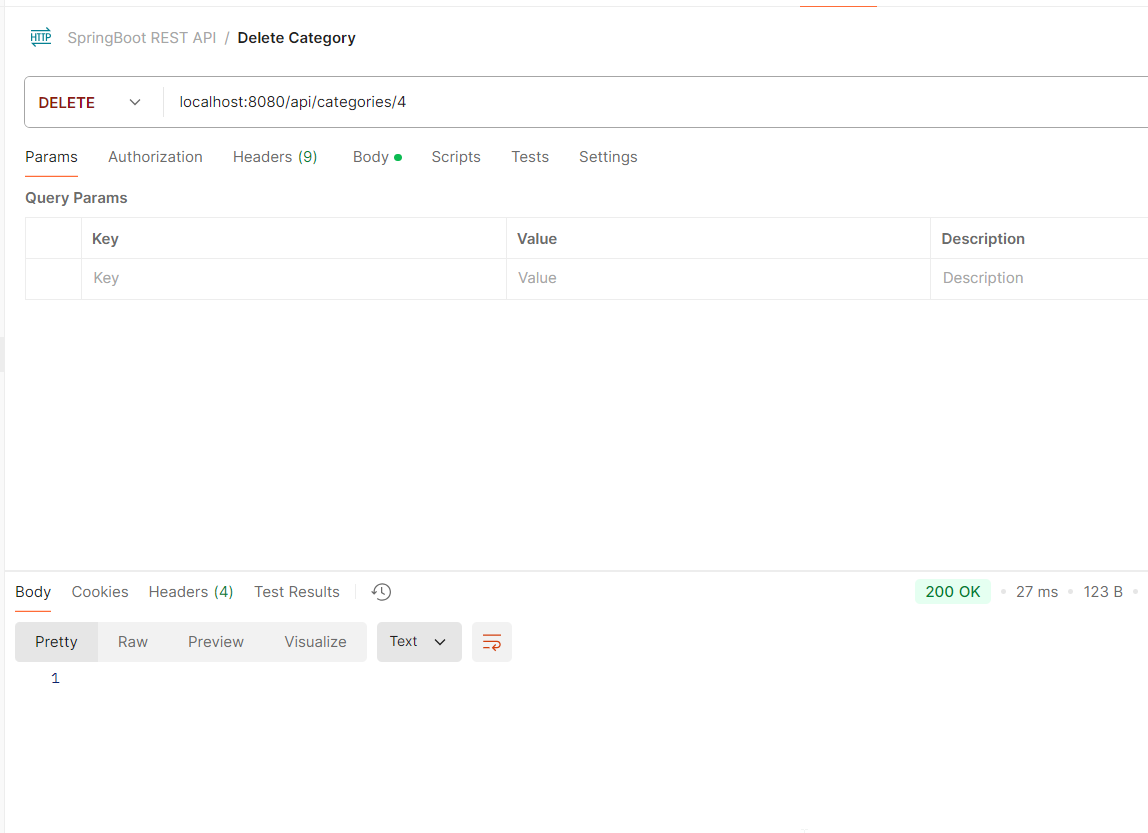 HTTP SpringBoot REST API / Delete Category
DELETE localhost:8080/api/categories/4
Params Authorization Headers (9) Body Scripts Tests Settings
Query Params
Key Value Description
Key Value Description
Body Cookies Headers (4) Test Results 200 OK • 27 ms • 123 B •
Pretty Raw Preview Visualize Text
1